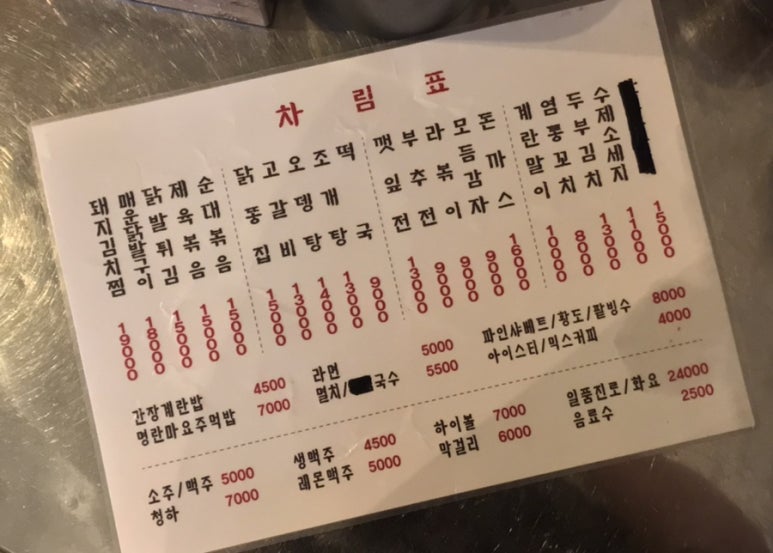 차림표
돼지김치찜 19000
매운닭발구이 18000
닭발튀김 15000
제육볶음 15000
순대볶음 15000
닭똥집 15000
고갈비 13000
오뎅탕 14000
조개탕 13000
떡국 9000
깻잎전 13000
부추전 9000
라볶이 9000
모듬감자 9000
돈까스 16000
계란말이 10000
염통꼬치 8000
두부김치 13000
수제소세지 11000
15000
간장계란밥 4500
명란마요주먹밥 7000
라면 5000
멸치/국수 5500
파인샤베트/황도/팥빙수 8000
아이스티/믹스커피 4000
소주/맥주 5000
청하 7000
생맥주 4500
레몬맥주 5000
하이볼 7000
막걸리 6000
일품진로/화요 24000
음료수 2500